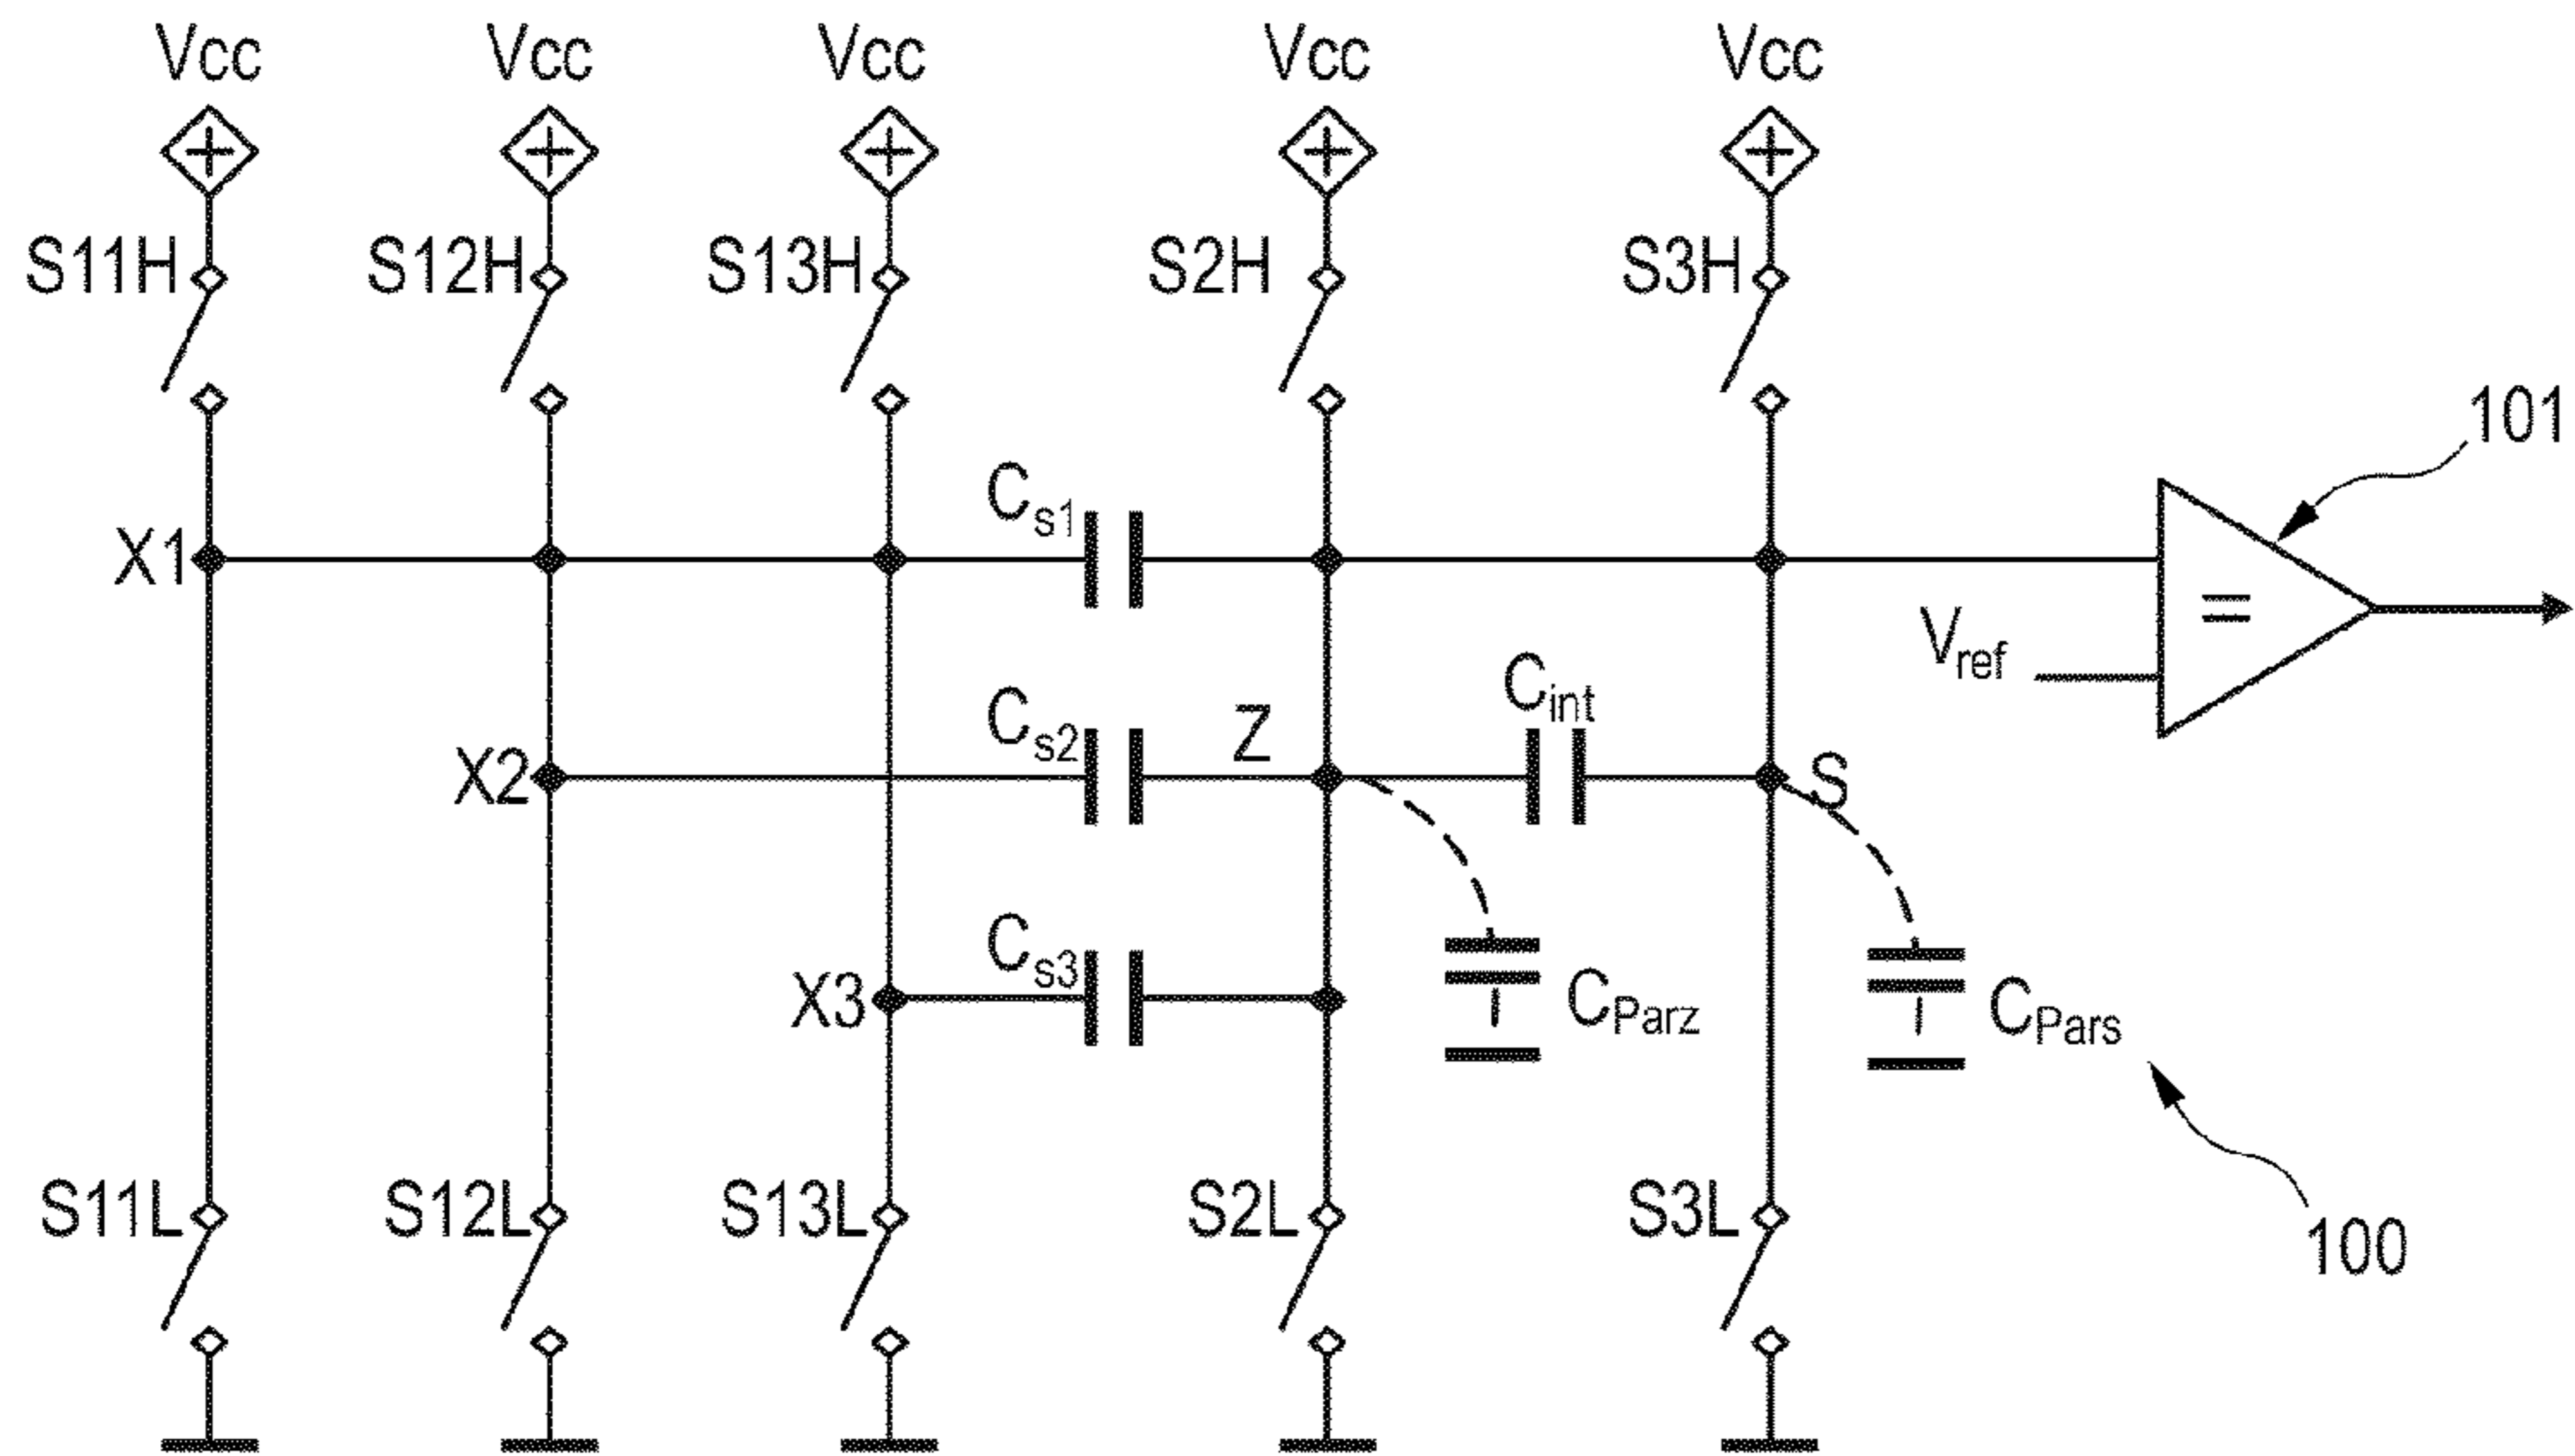 Vcc Vcc Vcc Vcc Vcc
+ + + + +
S11H S12H S13H S2H S3H
101
Cs1
X1
=
Vref
Cint
Cs2 Z
X2 S
Cs3
X3 CParz CPars
S11L S12L S13L S2L S3L
100